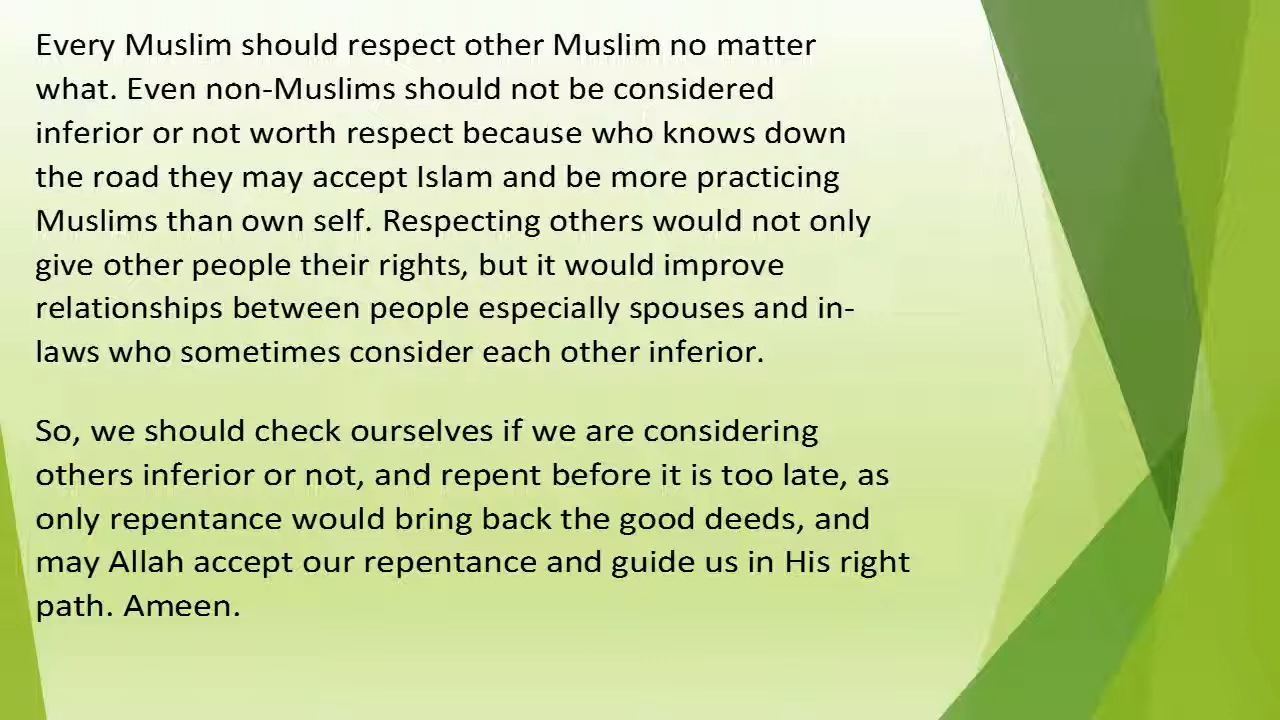 Every Muslim should respect other Muslim no matter
what. Even non-Muslims should not be considered
inferior or not worth respect because who knows down
the road they may accept Islam and be more practicing
Muslims than own self. Respecting others would not only
give other people their rights, but it would improve
relationships between people especially spouses and in-
laws who sometimes consider each other inferior.
So, we should check ourselves if we are considering
others inferior or not, and repent before it is too late, as
only repentance would bring back the good deeds, and
may Allah accept our repentance and guide us in His right
path. Ameen.